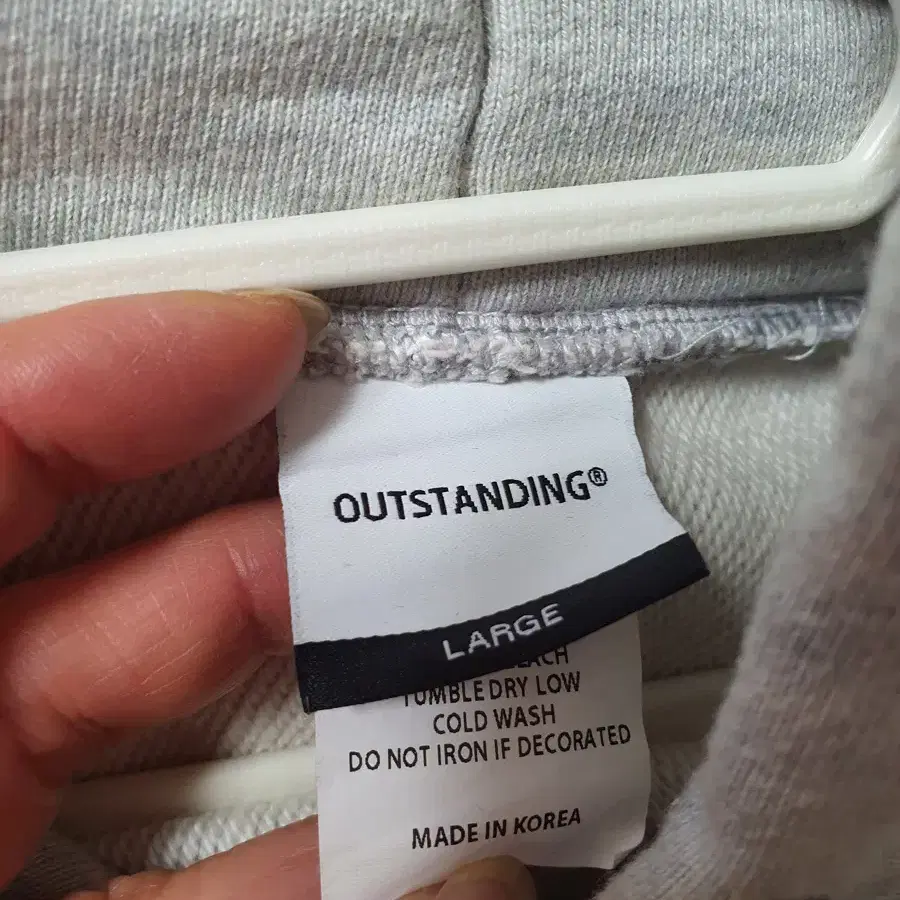 OUTSTANDING®
LARGE
TUMBLE DRY LOW
COLD WASH
DO NOT IRON IF DECORATED
MADE IN KOREA